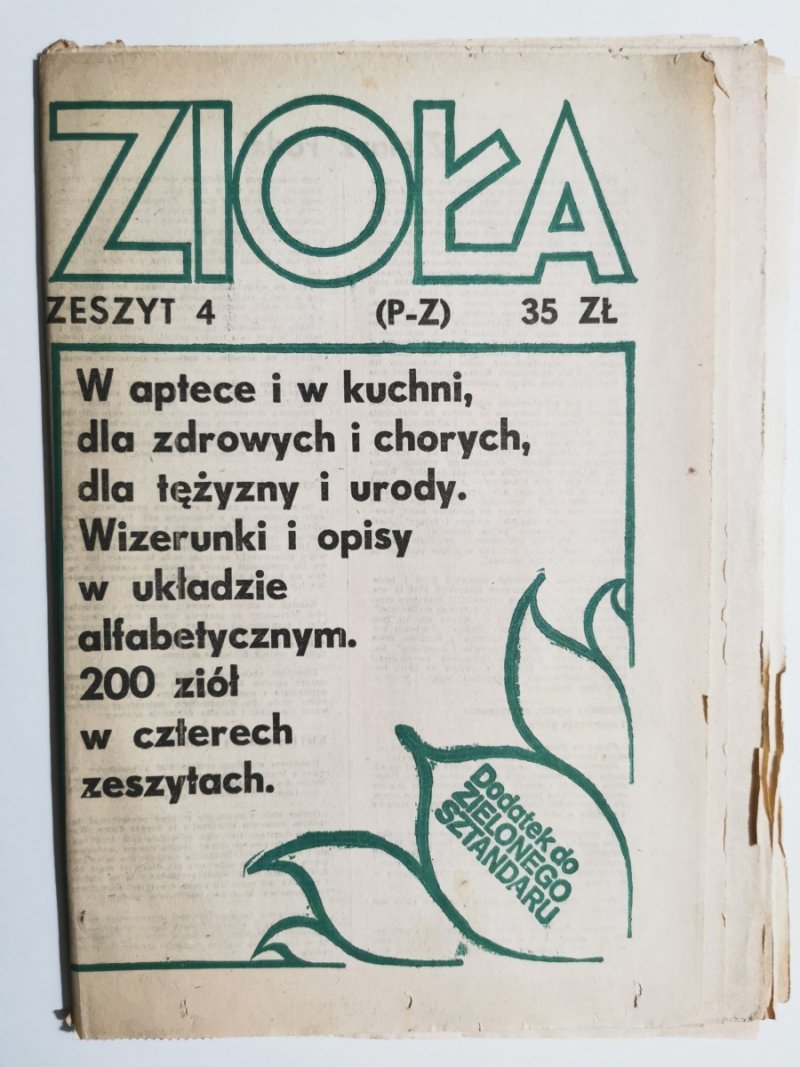 ZIOŁA
ZESZYT 4 (P-Z) 35 ZŁ
W aptece i w kuchni,
dla zdrowych i chorych,
dla tężyzny i urody.
Wizerunki i opisy
w układzie
alfabetycznym.
200 ziół
w czterech
zeszytach.
Dodatek do
ZIELONEGO
SZTANDARU